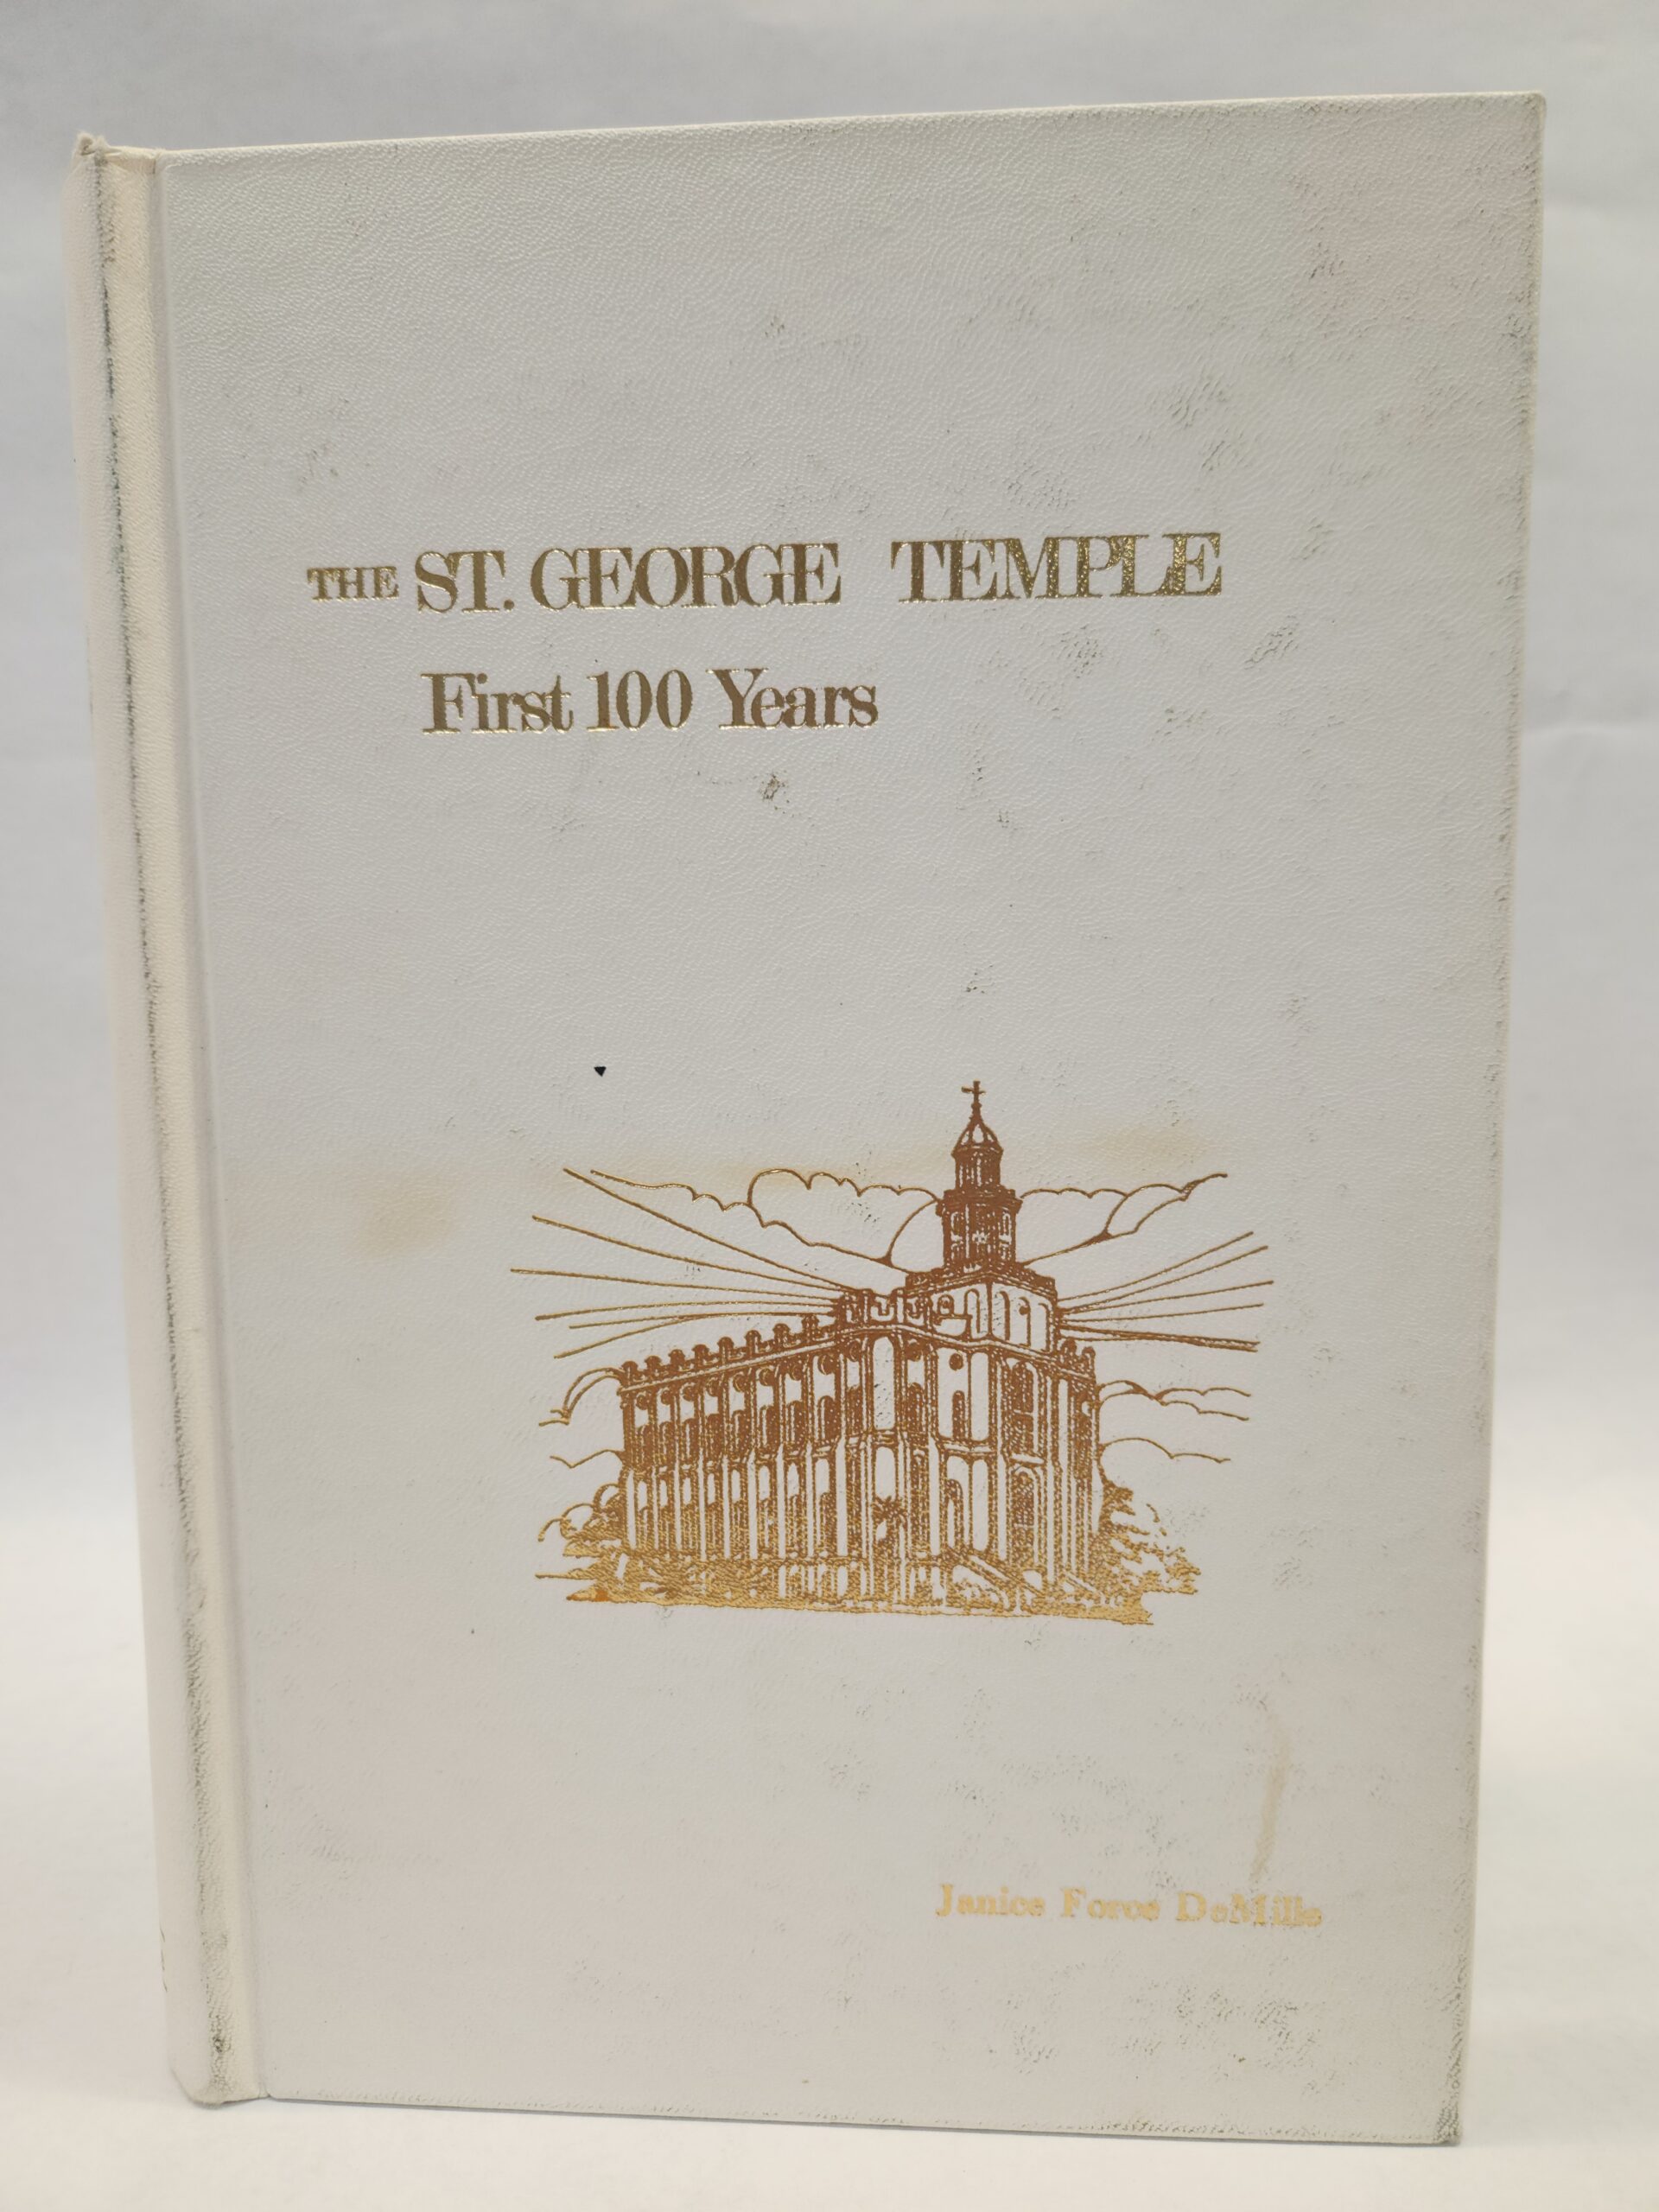 THE ST. GEORGE TEMPLE
First 100 Years
Janice Force DeMille